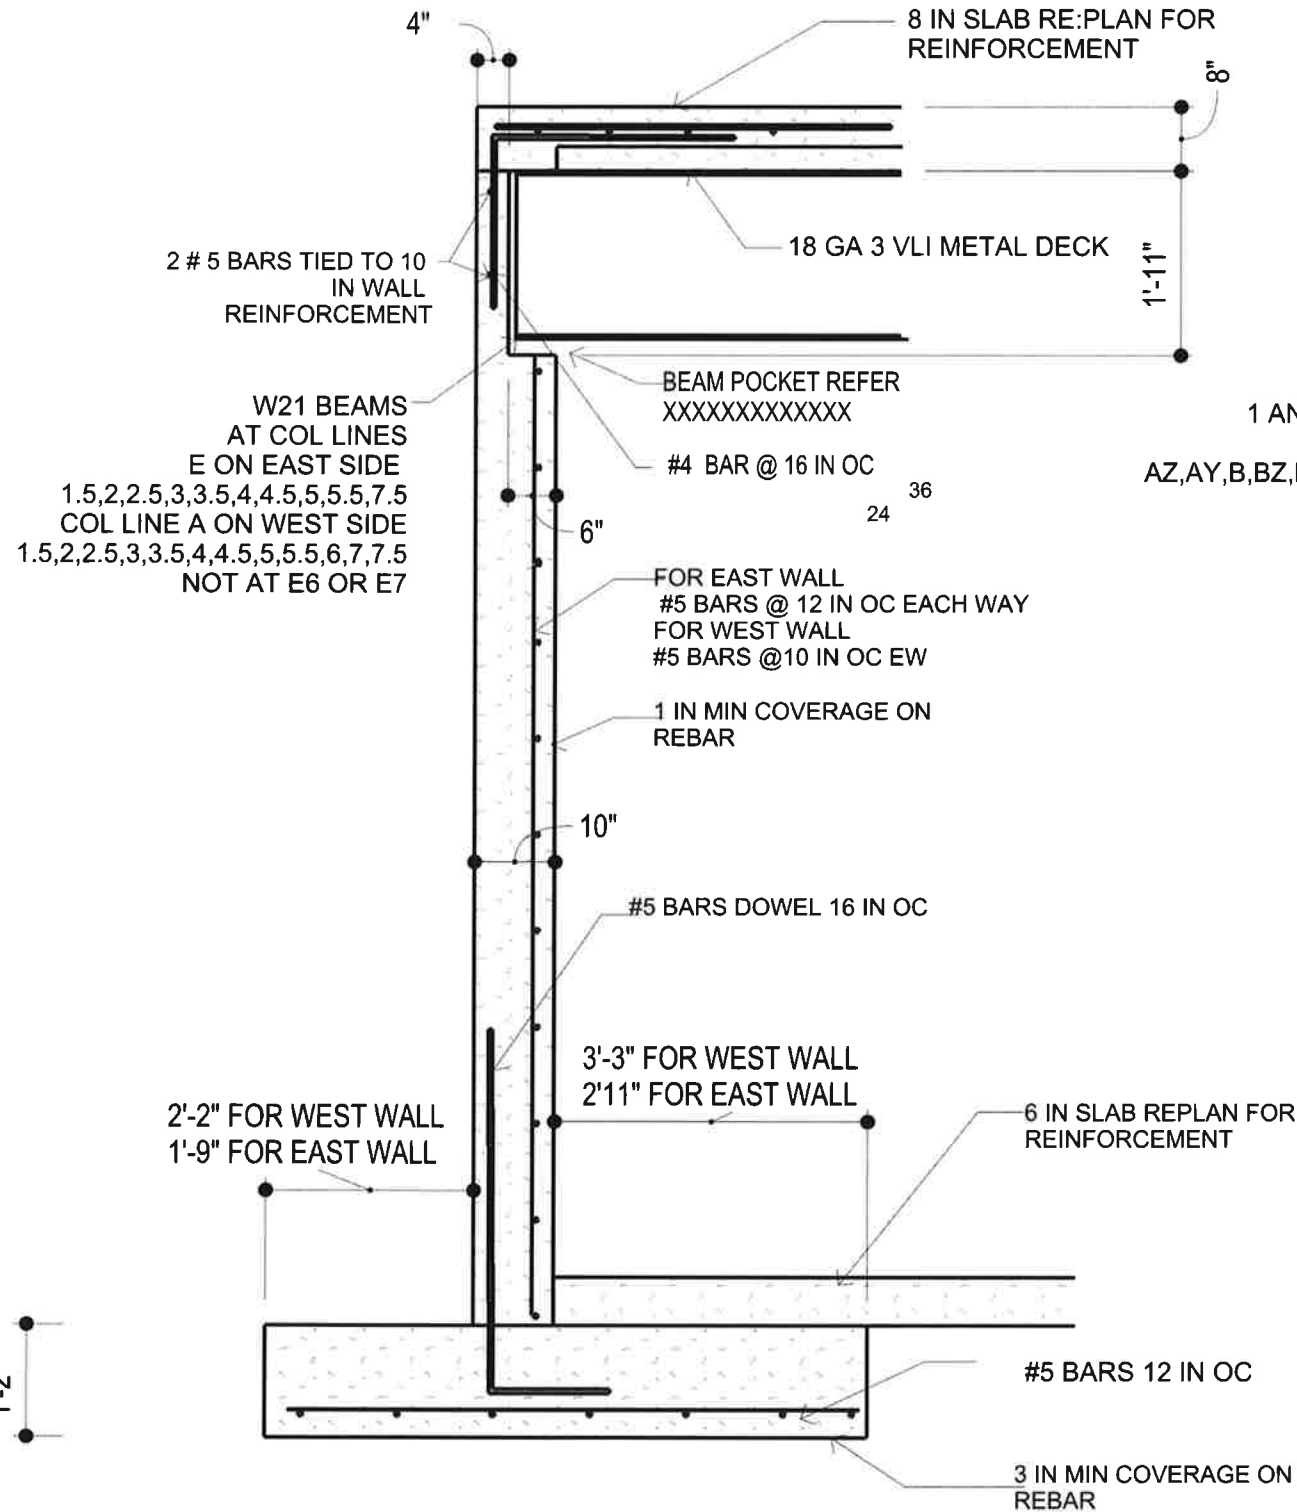 4"
8 IN SLAB RE:PLAN FOR
REINFORCEMENT
8"
2 # 5 BARS TIED TO 10
IN WALL
REINFORCEMENT
18 GA 3 VLI METAL DECK
1'-11"
BEAM POCKET REFER
XXXXXXXXXXXXX
W21 BEAMS
AT COL LINES
E ON EAST SIDE
1.5,2,2.5,3,3.5,4,4.5,5,5.5,7.5
COL LINE A ON WEST SIDE
1.5,2,2.5,3,3.5,4,4.5,5,5.5,6,7,7.5
NOT AT E6 OR E7
#4 BAR @ 16 IN OC
36
24
1 AN
AZ,AY,B,BZ,
6"
FOR EAST WALL
#5 BARS @ 12 IN OC EACH WAY
FOR WEST WALL
#5 BARS @10 IN OC EW
1 IN MIN COVERAGE ON
REBAR
10"
#5 BARS DOWEL 16 IN OC
3'-3" FOR WEST WALL
2'11" FOR EAST WALL
2'-2" FOR WEST WALL
1'-9" FOR EAST WALL
6 IN SLAB REPLAN FOR
REINFORCEMENT
#5 BARS 12 IN OC
3 IN MIN COVERAGE ON
REBAR